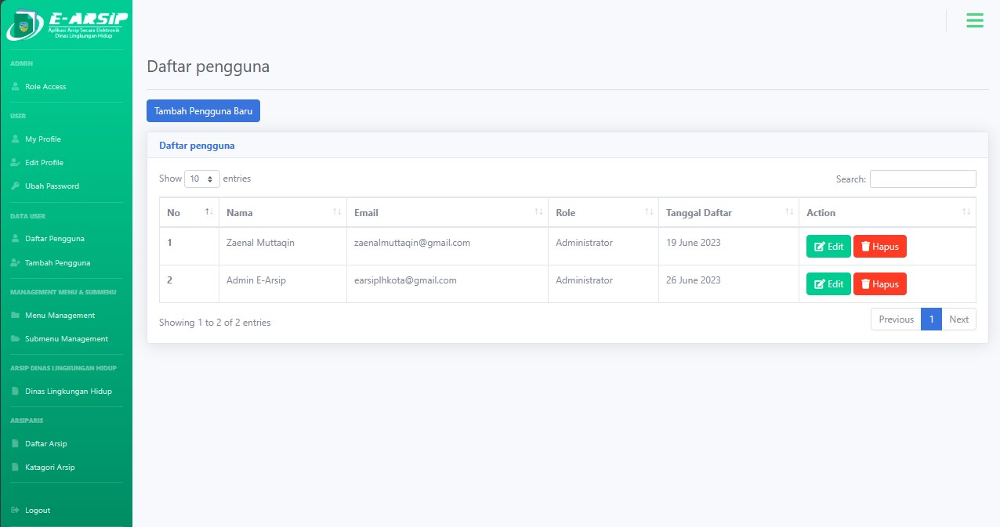 E-ARSIP
Aplikasi Arsip Secara Elektronik
Dinas Lingkungan Hidup
ADMIN
Role Access
USER
My Profile
Edit Profile
Ubah Password
DATA USER
Daftar Pengguna
Tambah Pengguna
MANAGEMENT MENU & SUBMENU
Menu Management
Submenu Management
ARSIP DINAS LINGKUNGAN HIDUP
Dinas Lingkungan Hidup
ARSIPARIS
Daftar Arsip
Katagori Arsip
Logout
Daftar pengguna
Tambah Pengguna Baru
Daftar pengguna
Show 10 entries Search:
No Nama Email Role Tanggal Daftar Action
1 Zaenal Muttaqin zaenalmuttaqin@gmail.com Administrator 19 June 2023 Edit Hapus
2 Admin E-Arsip earsiplhkota@gmail.com Administrator 26 June 2023 Edit Hapus
Showing 1 to 2 of 2 entries Previous 1 Next